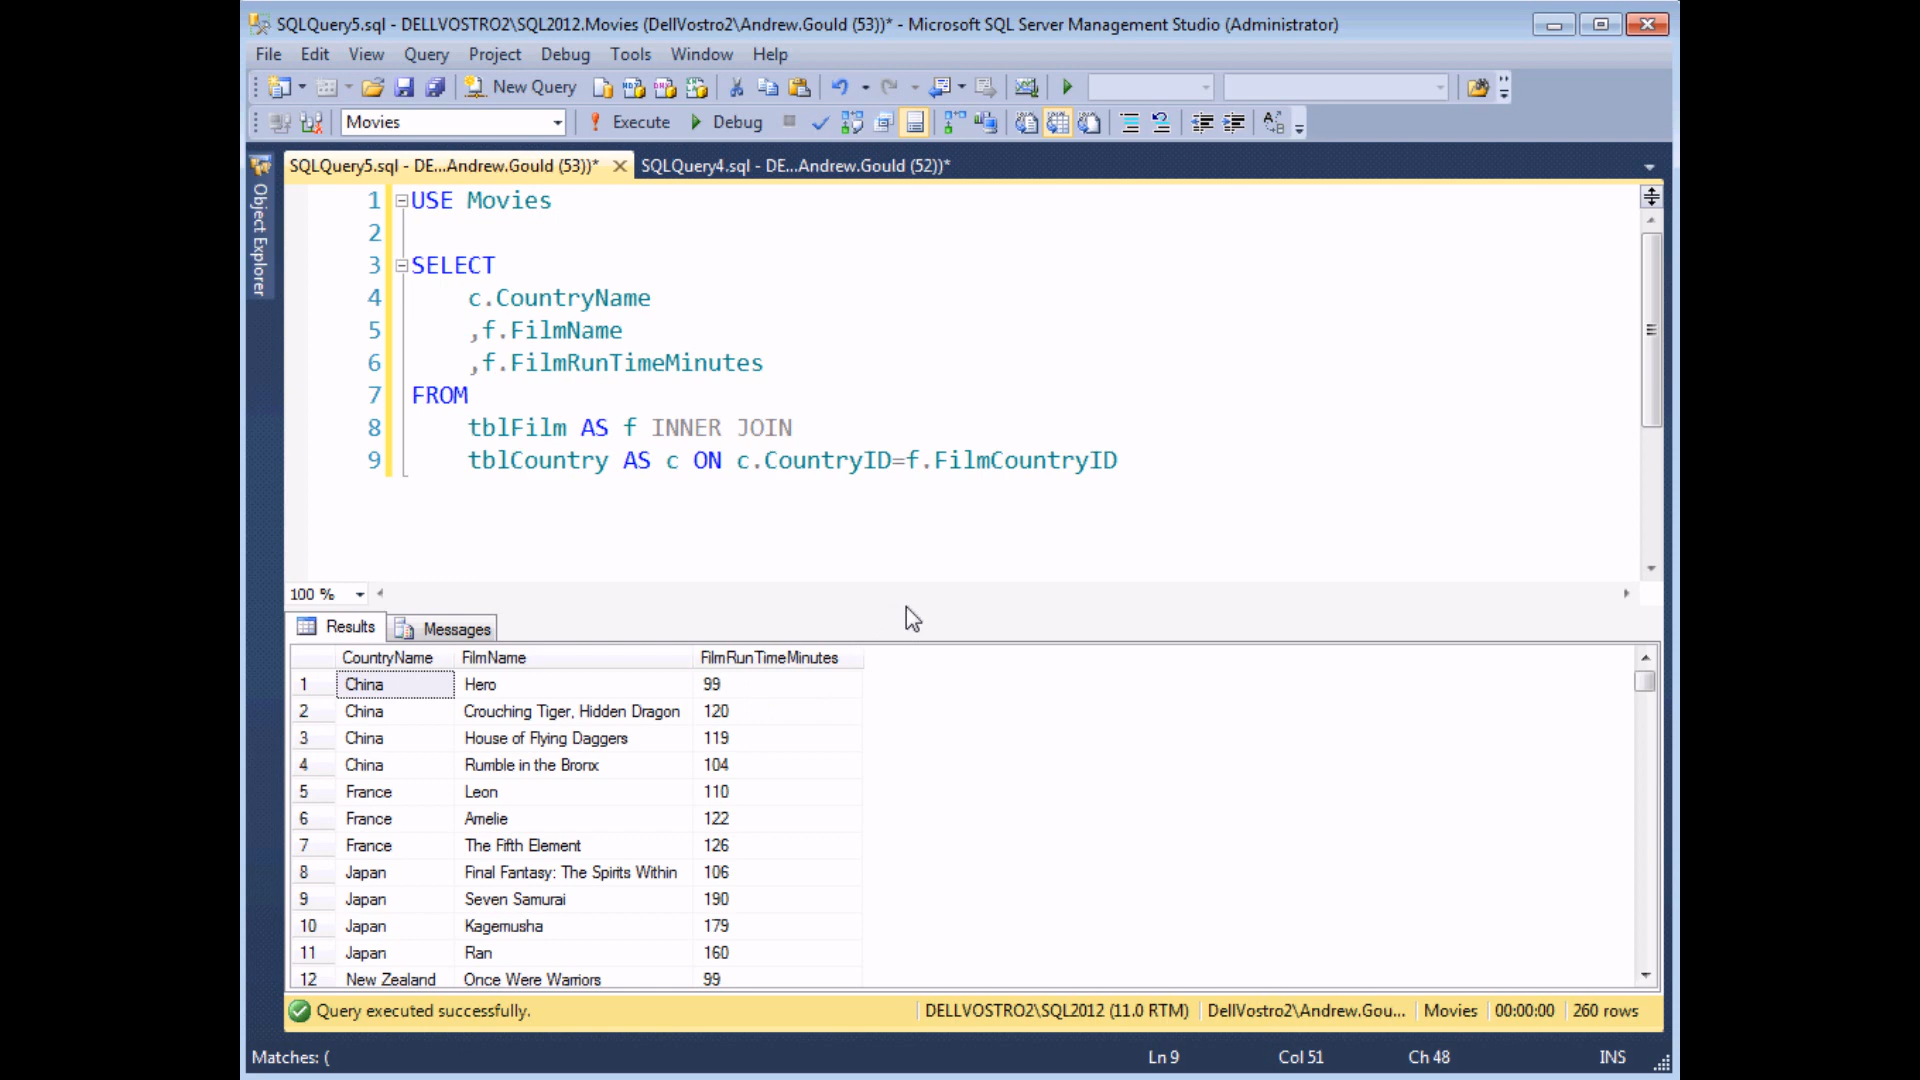 SQLQuery5.sql - DELLVOSTRO2\SQL2012.Movies (DellVostro2\Andrew.Gould (53))* - Microsoft SQL Server Management Studio (Administrator)
File Edit View Query Project Debug Tools Window Help
New Query
Movies Execute Debug
SQLQuery5.sql - DE...Andrew.Gould (53))* SQLQuery4.sql - DE...Andrew.Gould (52))*
Object Explorer
1 USE Movies
2
3 SELECT
4 c.CountryName
5 ,f.FilmName
6 ,f.FilmRunTimeMinutes
7 FROM
8 tblFilm AS f INNER JOIN
9 tblCountry AS c ON c.CountryID=f.FilmCountryID
100 %
Results Messages
CountryName FilmName FilmRunTimeMinutes
1 China Hero 99
2 China Crouching Tiger, Hidden Dragon 120
3 China House of Flying Daggers 119
4 China Rumble in the Bronx 104
5 France Leon 110
6 France Amelie 122
7 France The Fifth Element 126
8 Japan Final Fantasy: The Spirits Within 106
9 Japan Seven Samurai 190
10 Japan Kagemusha 179
11 Japan Ran 160
12 New Zealand Once Were Warriors 99
Query executed successfully. DELLVOSTRO2\SQL2012 (11.0 RTM) DellVostro2\Andrew.Gou... Movies 00:00:00 260 rows
Matches: ( Ln 9 Col 51 Ch 48 INS